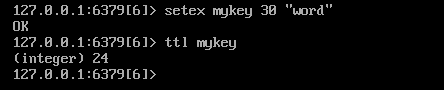 127.0.0.1:6379[6]> setex mykey 30 "word"
OK
127.0.0.1:6379[6]> ttl mykey
(integer) 24
127.0.0.1:6379[6]>